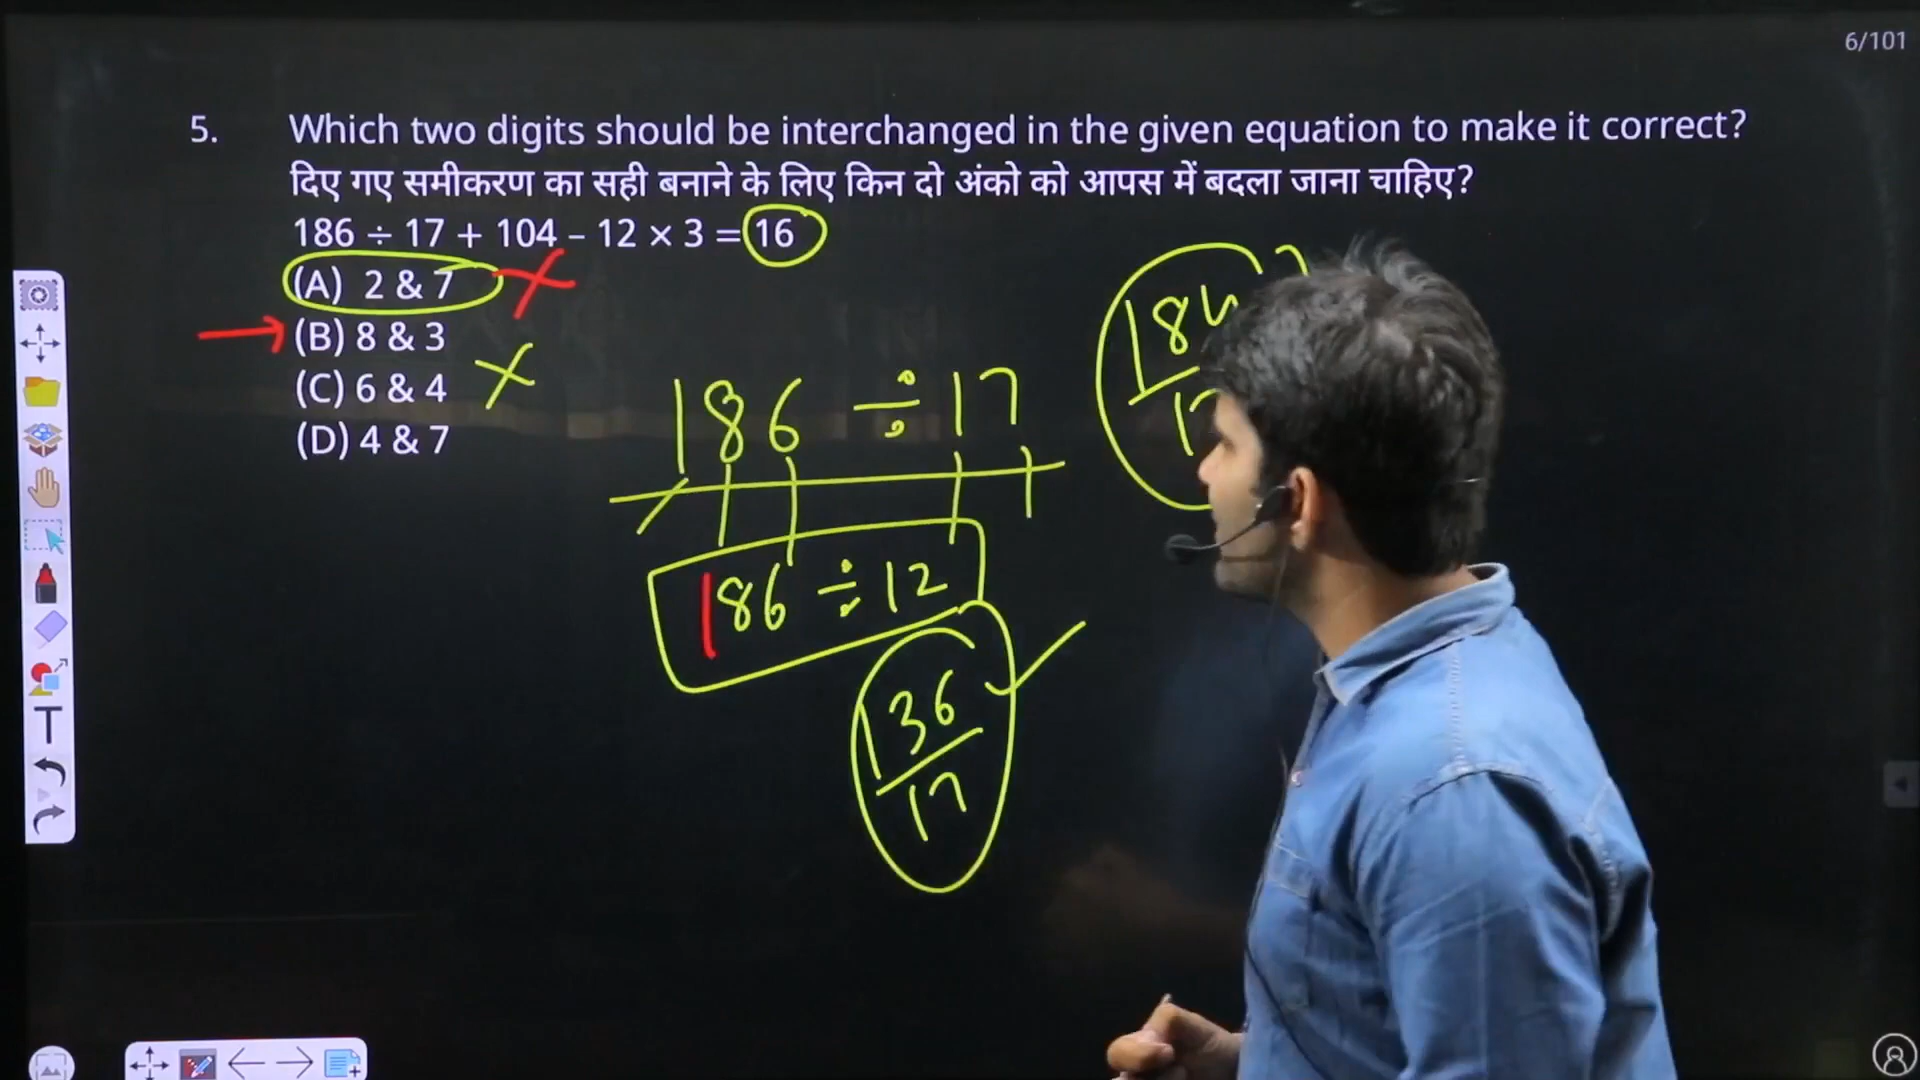 6/101
5. Which two digits should be interchanged in the given equation to make it correct?
दिए गए समीकरण का सही बनाने के लिए किन दो अंको को आपस में बदला जाना चाहिए?
186 ÷ 17 + 104 – 12 × 3 = 16
(A) 2 & 7
(B) 8 & 3
(C) 6 & 4
(D) 4 & 7
186 ÷ 17
186 ÷ 12
136
17
184
17
T